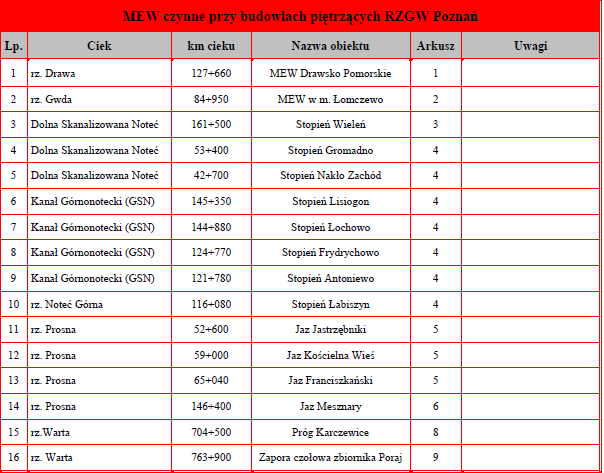 MEW czynne przy budowlach piętrzących RZGW Poznań
Lp. Ciek km cieku Nazwa obiektu Arkusz Uwagi
1 rz. Drawa 127+660 MEW Drawsko Pomorskie 1
2 rz. Gwda 84+950 MEW w m. Łomczewo 2
3 Dolna Skanalizowana Noteć 161+500 Stopień Wieleń 3
4 Dolna Skanalizowana Noteć 53+400 Stopień Gromadno 4
5 Dolna Skanalizowana Noteć 42+700 Stopień Nakło Zachód 4
6 Kanał Górnonotecki (GSN) 145+350 Stopień Lisiogon 4
7 Kanał Górnonotecki (GSN) 144+880 Stopień Łochowo 4
8 Kanał Górnonotecki (GSN) 124+770 Stopień Frydrychowo 4
9 Kanał Górnonotecki (GSN) 121+780 Stopień Antoniewo 4
10 rz. Noteć Górna 116+080 Stopień Łabiszyn 4
11 rz. Prosna 52+600 Jaz Jastrzębniki 5
12 rz. Prosna 59+000 Jaz Kościelna Wieś 5
13 rz. Prosna 65+040 Jaz Franciszkański 5
14 rz. Prosna 146+400 Jaz Mesznary 6
15 rz.Warta 704+500 Próg Karczewice 8
16 rz. Warta 763+900 Zapora czołowa zbiornika Poraj 9